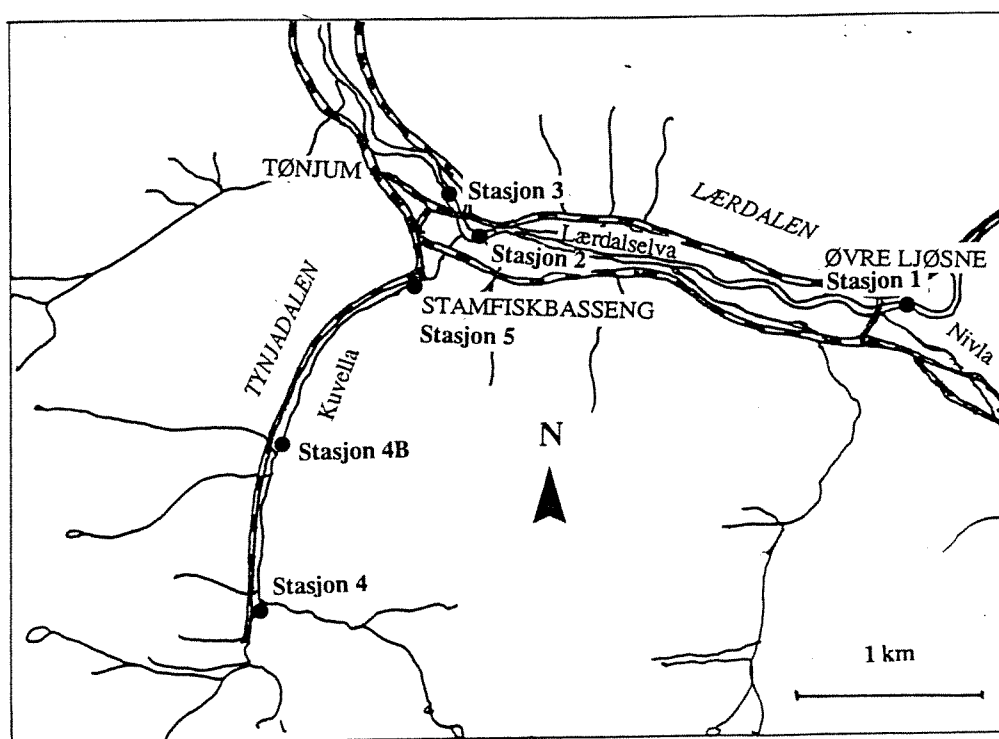 TØNJUM
Stasjon 3
LÆRDALEN
Lærdalselva
Stasjon 2
ØVRE LJØSNE
Stasjon 1
STAMFISKBASSENG
Stasjon 5
Nivla
TYNJADALEN
Kuvella
Stasjon 4B
N
Stasjon 4
1 km